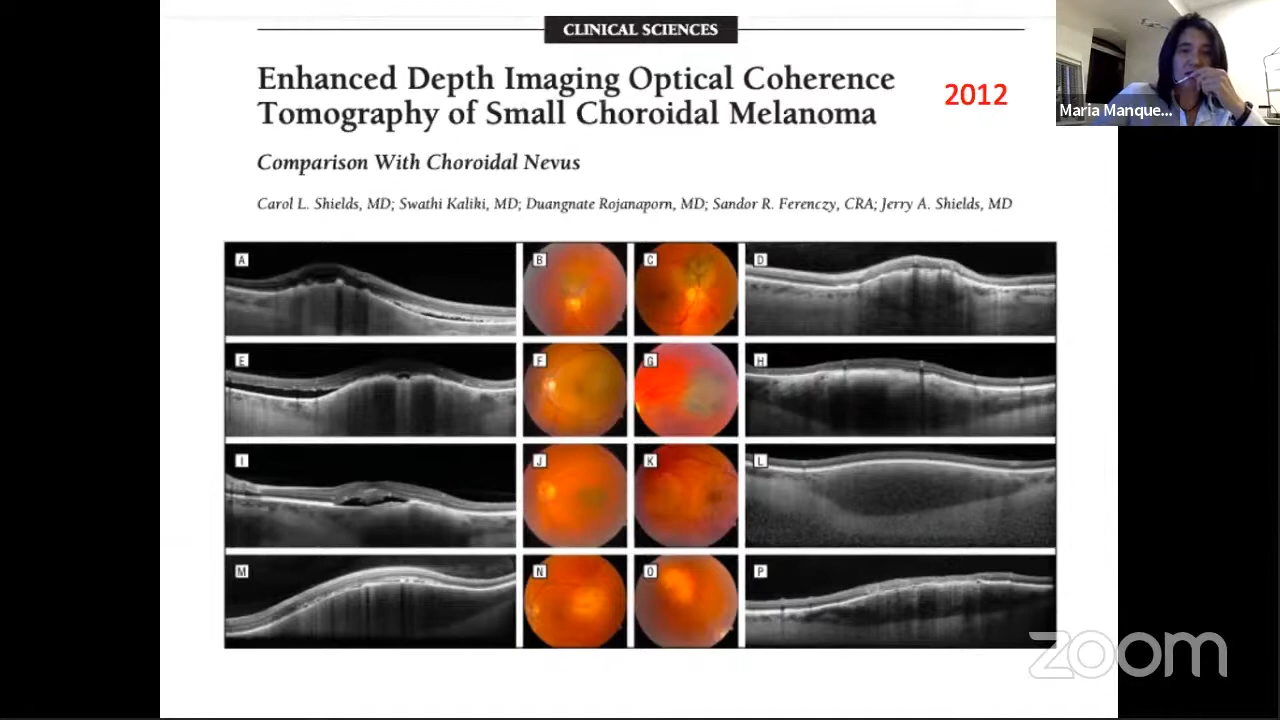 CLINICAL SCIENCES
Enhanced Depth Imaging Optical Coherence
Tomography of Small Choroidal Melanoma
2012
Comparison With Choroidal Nevus
Carol L. Shields, MD; Swathi Kaliki, MD; Duangnate Rojanaporn, MD; Sandor R. Ferenczy, CRA; Jerry A. Shields, MD
Maria Manque...
A B C D
E F G H
I J K L
M N O P
zoom